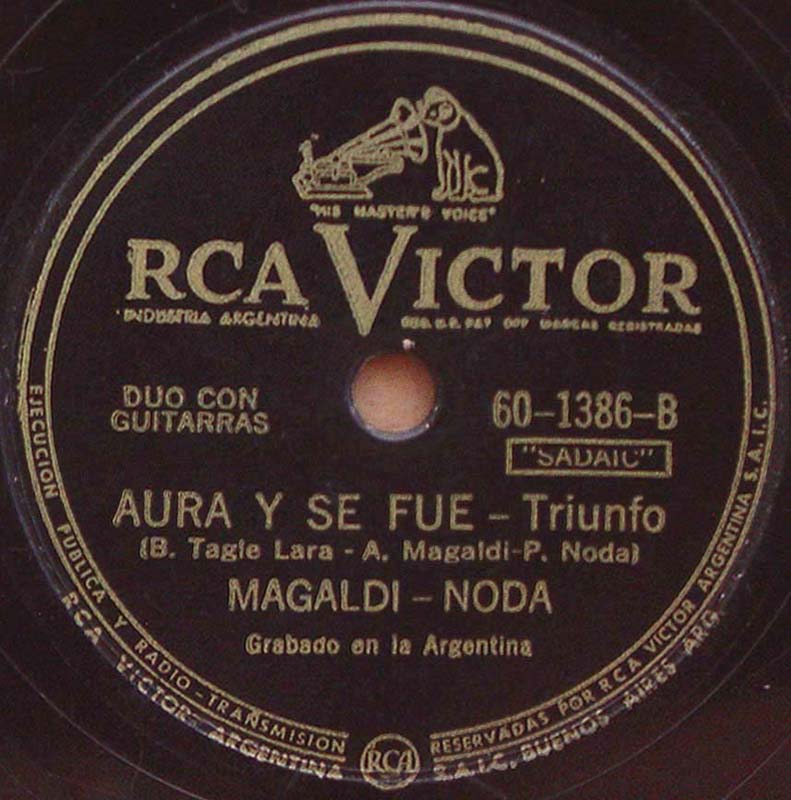 "HIS MASTER'S VOICE"
RCA VICTOR
INDUSTRIA ARGENTINA
MARCAS REGISTRADAS
DUO CON
GUITARRAS
60-1386-B
"SADAIC"
AURA Y SE FUE - Triunfo
(B. Tagle Lara - A. Magaldi-P. Noda)
MAGALDI - NODA
Grabado en la Argentina
EJECUCION PUBLICA Y RADIO-TRANSMISION
RESERVADAS POR RCA VICTOR ARGENTINA S.A.I.C.
RCA VICTOR ARGENTINA
S.A.I.C. BUENOS AIRES ARG.
RCA